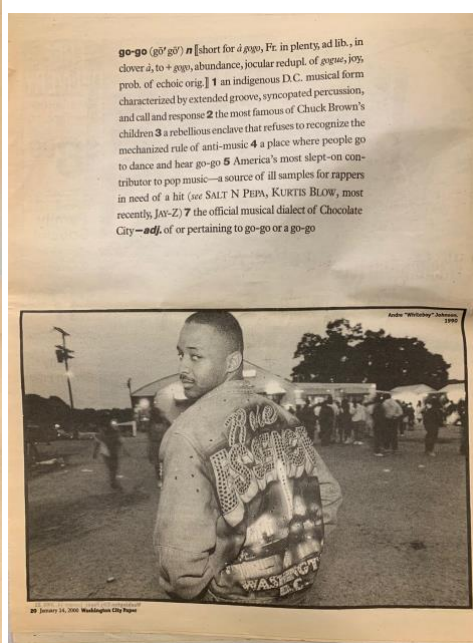 go-go (gō′gō′) n [short for à gogo, Fr. in plenty, ad lib., in
clover à, to + gogo, abundance, jocular redupl. of gogue, joy,
prob. of echoic orig.] 1 an indigenous D.C. musical form
characterized by extended groove, syncopated percussion,
and call and response 2 the most famous of Chuck Brown's
children 3 a rebellious enclave that refuses to recognize the
mechanized rule of anti-music 4 a place where people go
to dance and hear go-go 5 America's most slept-on con-
tributor to pop music—a source of ill samples for rappers
in need of a hit (see SALT N PEPA, KURTIS BLOW, most
recently, JAY-Z) 7 the official musical dialect of Chocolate
City—adj. of or pertaining to go-go or a go-go
Andre "Whiteboy" Johnson,
1990
Rare
ESSENCE
WASHINGT
D.C.
20 January 14, 2000 Washington City Paper